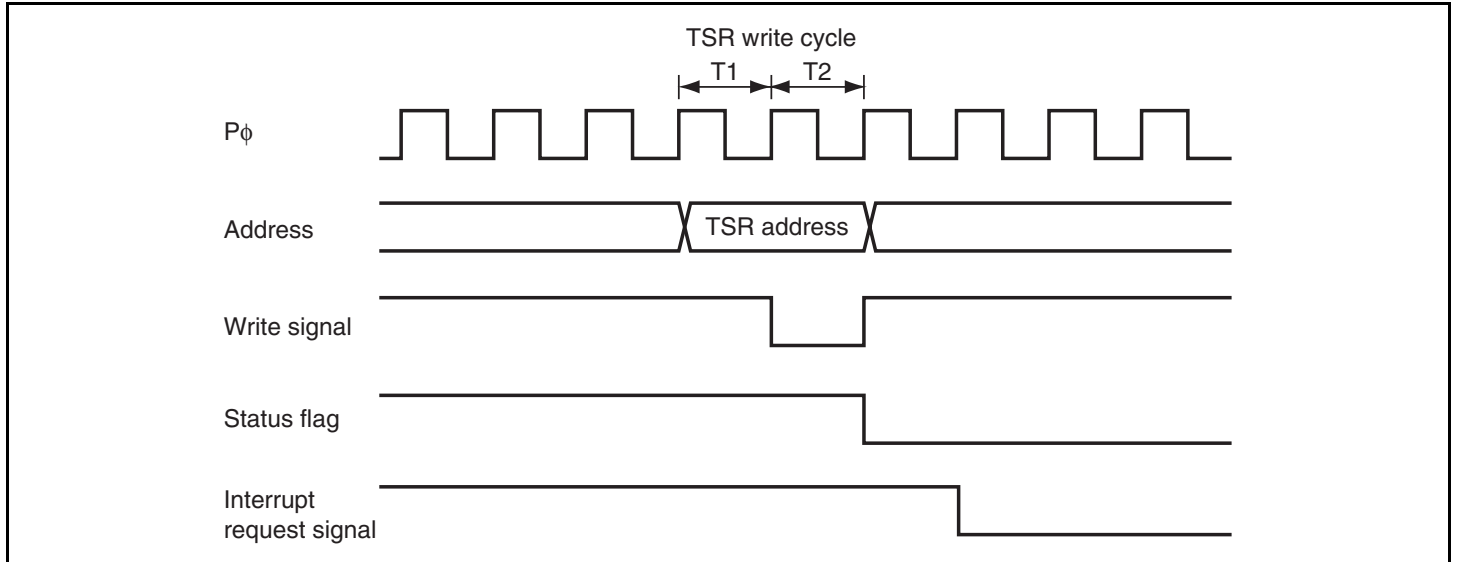 TSR write cycle
T1 T2
Pϕ
Address
TSR address
Write signal
Status flag
Interrupt
request signal